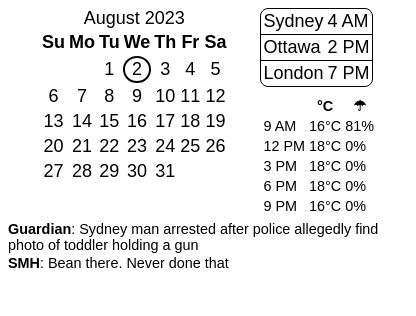 August 2023
Su Mo Tu We Th Fr Sa
1 2 3 4 5
6 7 8 9 10 11 12
13 14 15 16 17 18 19
20 21 22 23 24 25 26
27 28 29 30 31
Sydney 4 AM
Ottawa 2 PM
London 7 PM
°C ☂
9 AM 16°C 81%
12 PM 18°C 0%
3 PM 18°C 0%
6 PM 18°C 0%
9 PM 16°C 0%
Guardian: Sydney man arrested after police allegedly find
photo of toddler holding a gun
SMH: Bean there. Never done that